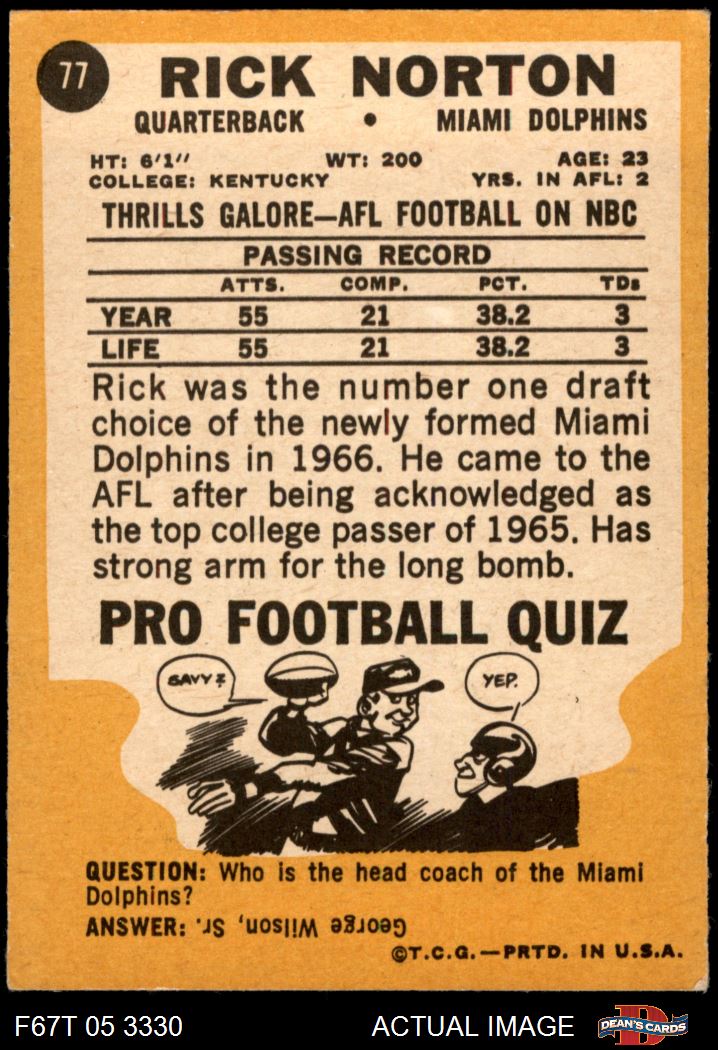 77
RICK NORTON
QUARTERBACK • MIAMI DOLPHINS
HT: 6'1" WT: 200 AGE: 23
COLLEGE: KENTUCKY YRS. IN AFL: 2
THRILLS GALORE—AFL FOOTBALL ON NBC
PASSING RECORD
ATTS. COMP. PCT. TDs
YEAR 55 21 38.2 3
LIFE 55 21 38.2 3
Rick was the number one draft
choice of the newly formed Miami
Dolphins in 1966. He came to the
AFL after being acknowledged as
the top college passer of 1965. Has
strong arm for the long bomb.
PRO FOOTBALL QUIZ
SAVVY?
YEP.
QUESTION: Who is the head coach of the Miami
Dolphins?
ANSWER: George Wilson, Sr.
©T.C.G.—PRTD. IN U.S.A.
F67T 05 3330 ACTUAL IMAGE DEAN'S CARDS